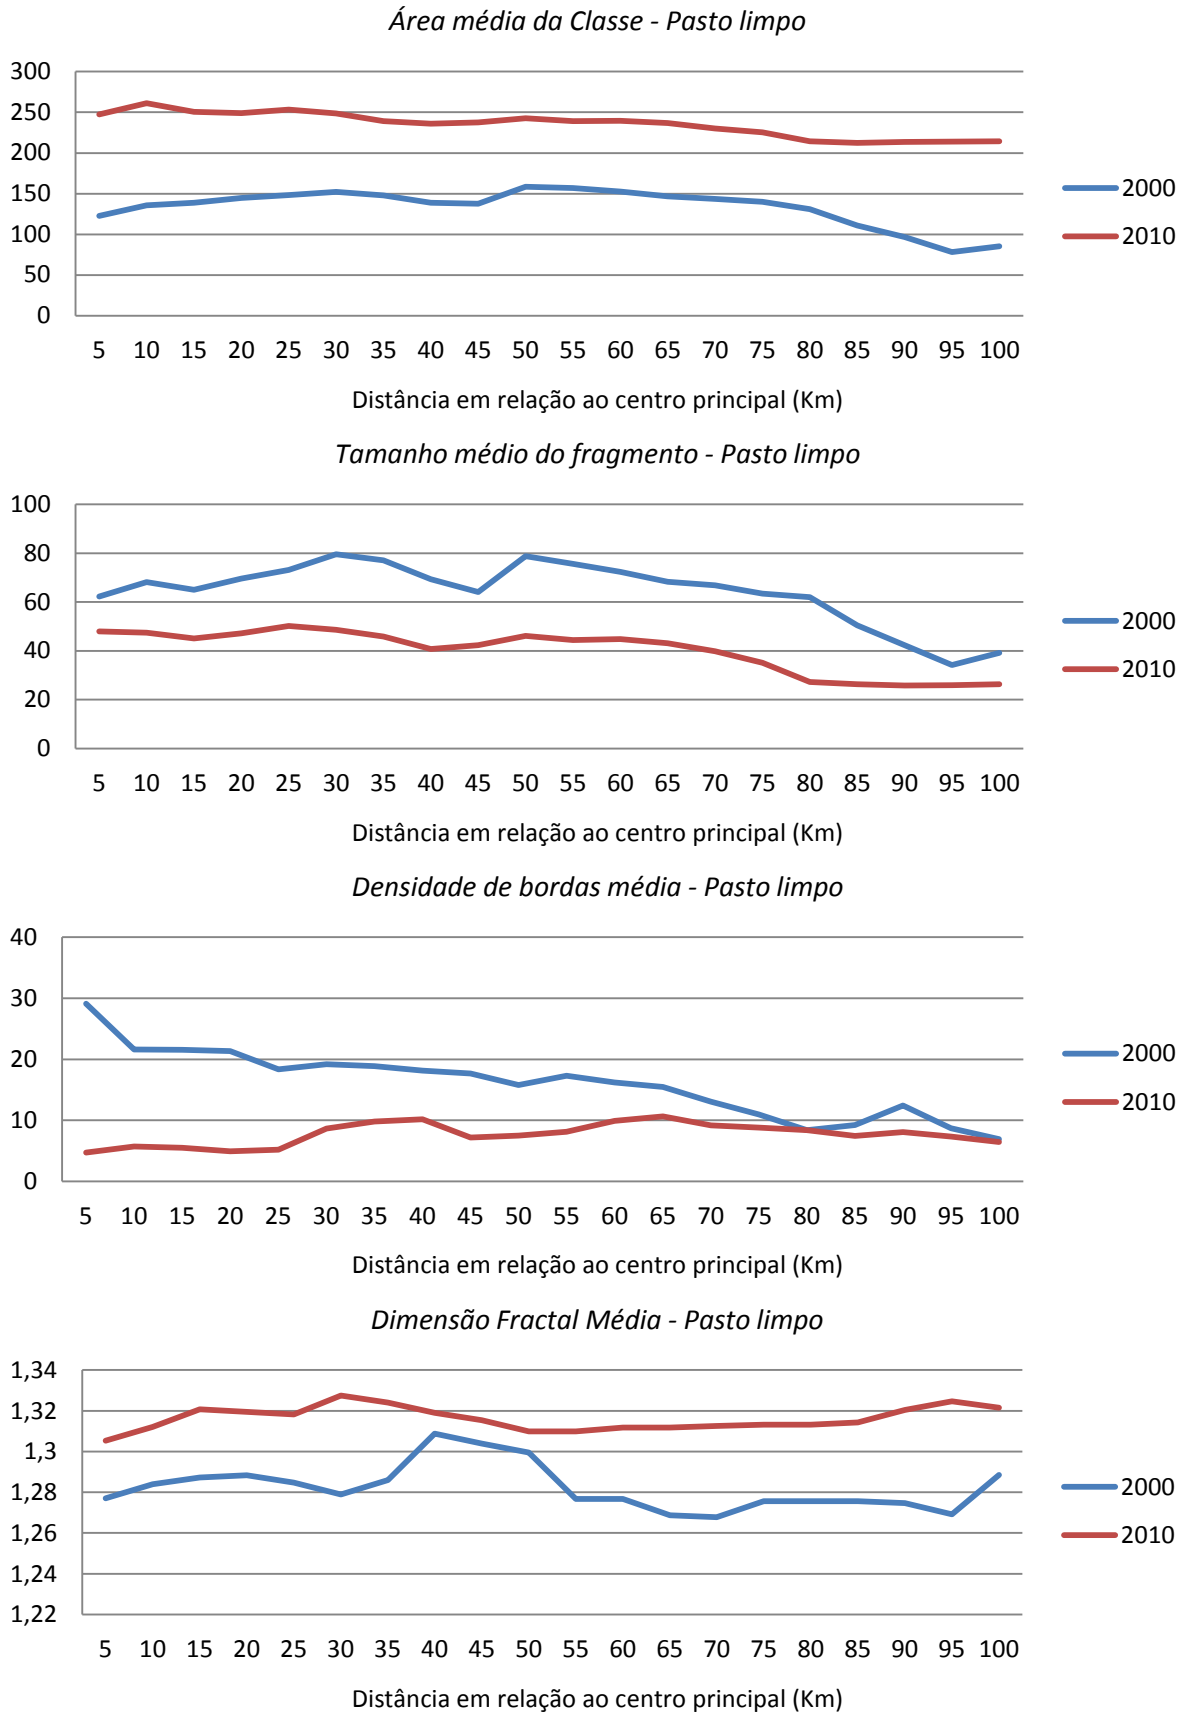 Área média da Classe - Pasto limpo
300
250
200
150
100
50
0
2000
2010
5 10 15 20 25 30 35 40 45 50 55 60 65 70 75 80 85 90 95 100
Distância em relação ao centro principal (Km)
Tamanho médio do fragmento - Pasto limpo
100
80
60
40
20
0
2000
2010
5 10 15 20 25 30 35 40 45 50 55 60 65 70 75 80 85 90 95 100
Distância em relação ao centro principal (Km)
Densidade de bordas média - Pasto limpo
40
30
20
10
0
2000
2010
5 10 15 20 25 30 35 40 45 50 55 60 65 70 75 80 85 90 95 100
Distância em relação ao centro principal (Km)
Dimensão Fractal Média - Pasto limpo
1,34
1,32
1,3
1,28
1,26
1,24
1,22
2000
2010
5 10 15 20 25 30 35 40 45 50 55 60 65 70 75 80 85 90 95 100
Distância em relação ao centro principal (Km)